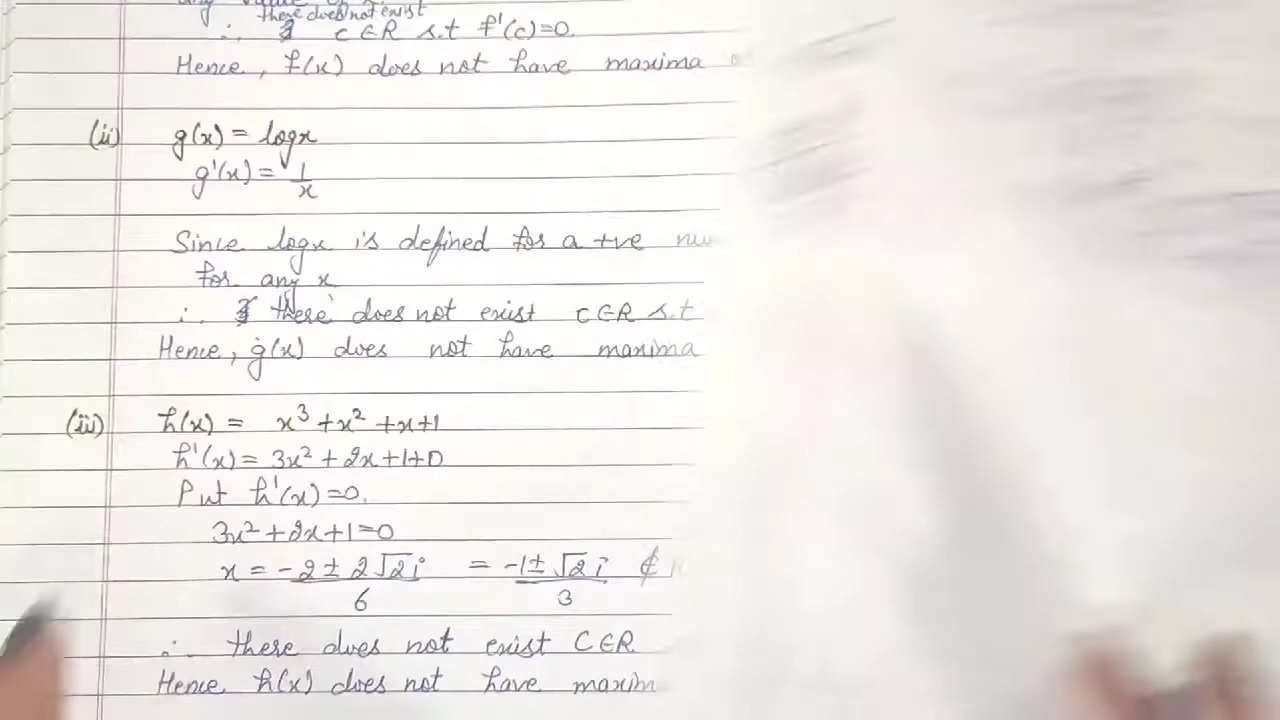 there does not exist
∴ ∃ c∈R s.t f'(c)=0.
Hence, f(x) does not have maxima
(ii) g(x) = logx
g'(x) = 1/x
Since logx is defined for a +ve
for any x
∴ ∃ there does not exist c∈R s.t
Hence, g(x) does not have maxima
(iii) h(x) = x³ + x² + x + 1
h'(x) = 3x² + 2x + 1 + 0
Put h'(x) = 0.
3x² + 2x + 1 = 0
x = -2 ± 2√2 i / 6 = -1 ± √2 i / 3 ∉
∴ there does not exist C∈R
Hence h(x) does not have maxim